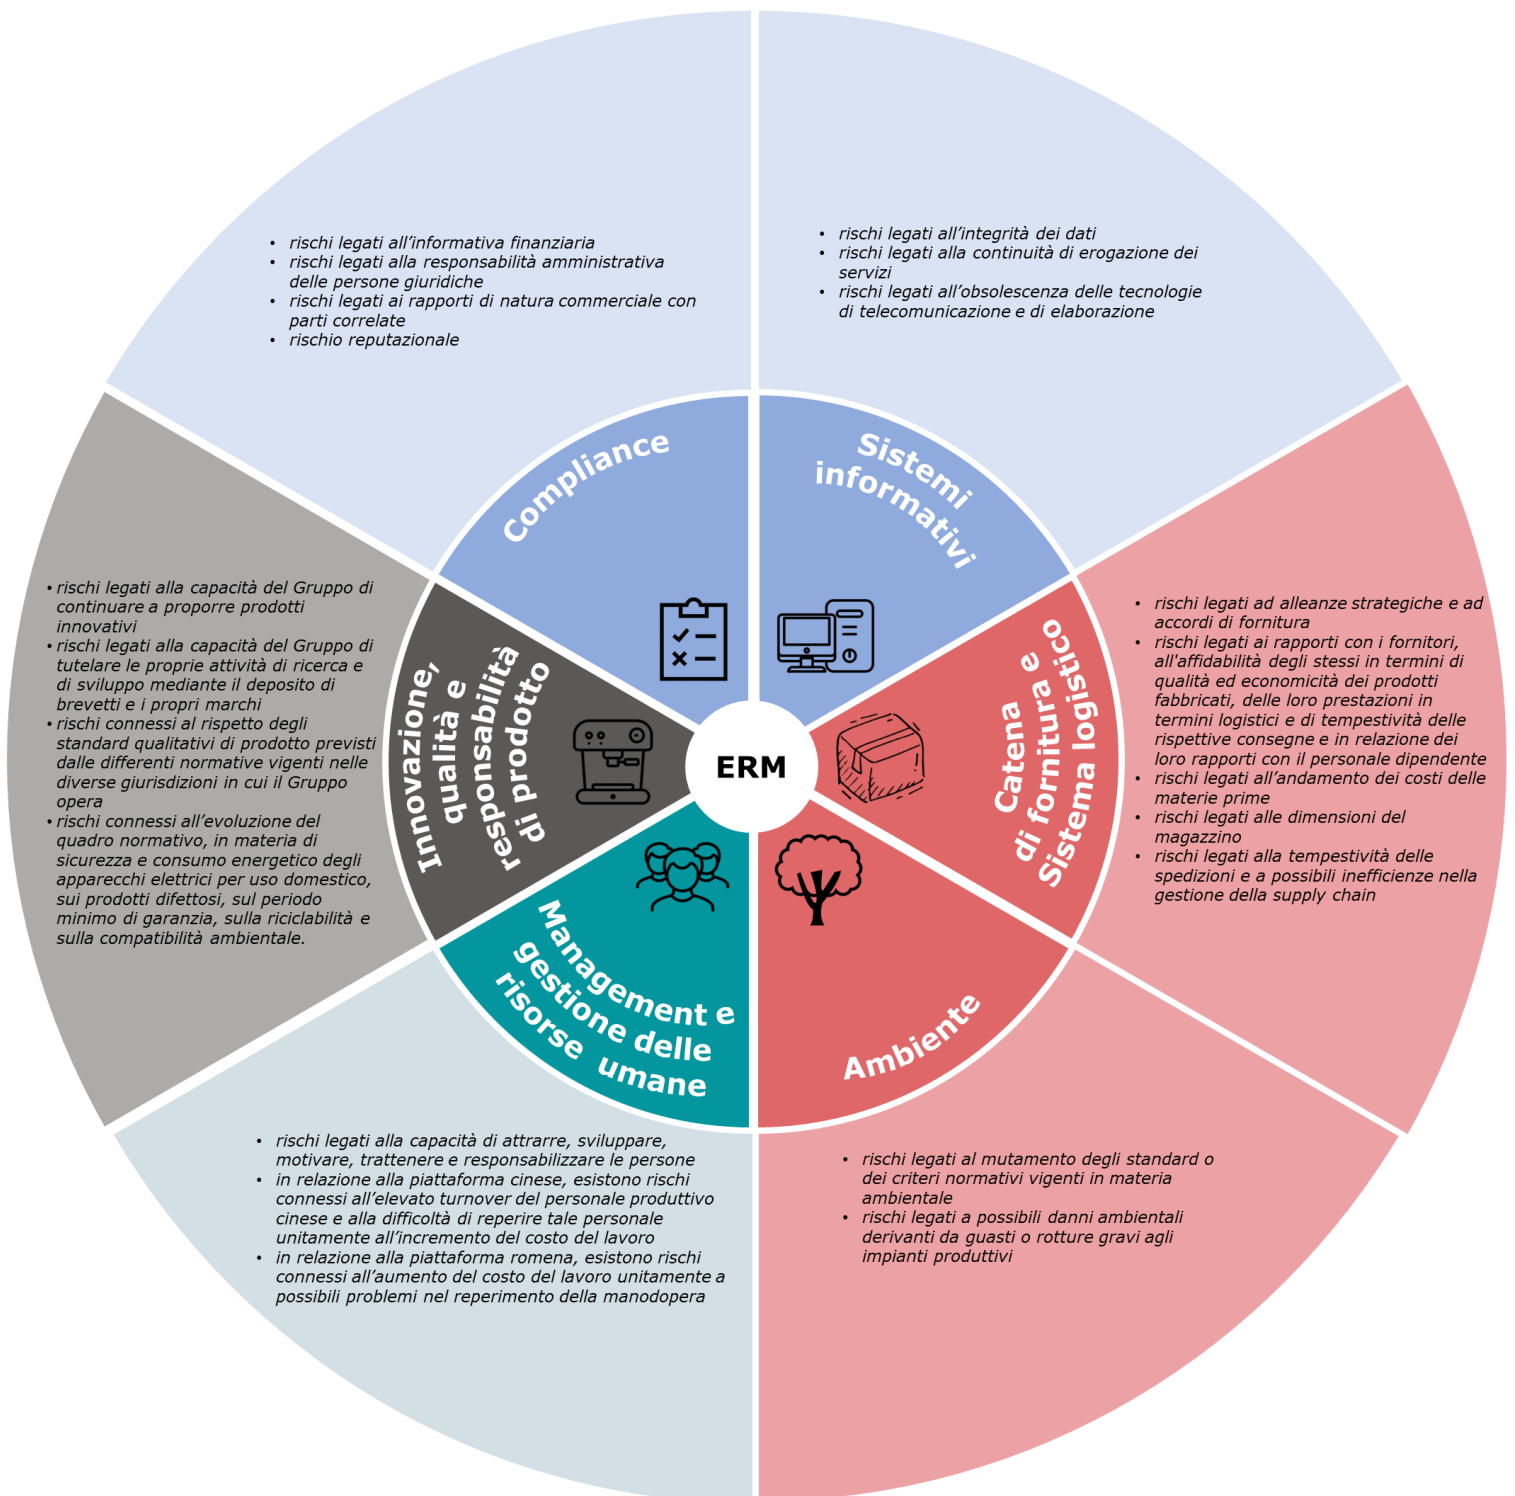 • rischi legati all’informativa finanziaria
• rischi legati alla responsabilità amministrativa
delle persone giuridiche
• rischi legati ai rapporti di natura commerciale con
parti correlate
• rischio reputazionale
• rischi legati all’integrità dei dati
• rischi legati alla continuità di erogazione dei
servizi
• rischi legati all’obsolescenza delle tecnologie
di telecomunicazione e di elaborazione
Compliance
Sistemi
informativi
• rischi legati alla capacità del Gruppo di
continuare a proporre prodotti
innovativi
• rischi legati alla capacità del Gruppo di
tutelare le proprie attività di ricerca e
di sviluppo mediante il deposito di
brevetti e i propri marchi
• rischi connessi al rispetto degli
standard qualitativi di prodotto previsti
dalle differenti normative vigenti nelle
diverse giurisdizioni in cui il Gruppo
opera
• rischi connessi all’evoluzione del
quadro normativo, in materia di
sicurezza e consumo energetico degli
apparecchi elettrici per uso domestico,
sui prodotti difettosi, sul periodo
minimo di garanzia, sulla riciclabilità e
sulla compatibilità ambientale.
Innovazione,
qualità e
responsabilità
di prodotto
ERM
Catena
di fornitura e
Sistema logistico
• rischi legati ad alleanze strategiche e ad
accordi di fornitura
• rischi legati ai rapporti con i fornitori,
all'affidabilità degli stessi in termini di
qualità ed economicità dei prodotti
fabbricati, delle loro prestazioni in
termini logistici e di tempestività delle
rispettive consegne e in relazione dei
loro rapporti con il personale dipendente
• rischi legati all’andamento dei costi delle
materie prime
• rischi legati alle dimensioni del
magazzino
• rischi legati alla tempestività delle
spedizioni e a possibili inefficienze nella
gestione della supply chain
Management e
gestione delle
risorse umane
Ambiente
• rischi legati alla capacità di attrarre, sviluppare,
motivare, trattenere e responsabilizzare le persone
• in relazione alla piattaforma cinese, esistono rischi
connessi all’elevato turnover del personale produttivo
cinese e alla difficoltà di reperire tale personale
unitamente all’incremento del costo del lavoro
• in relazione alla piattaforma romena, esistono rischi
connessi all’aumento del costo del lavoro unitamente a
possibili problemi nel reperimento della manodopera
• rischi legati al mutamento degli standard o
dei criteri normativi vigenti in materia
ambientale
• rischi legati a possibili danni ambientali
derivanti da guasti o rotture gravi agli
impianti produttivi